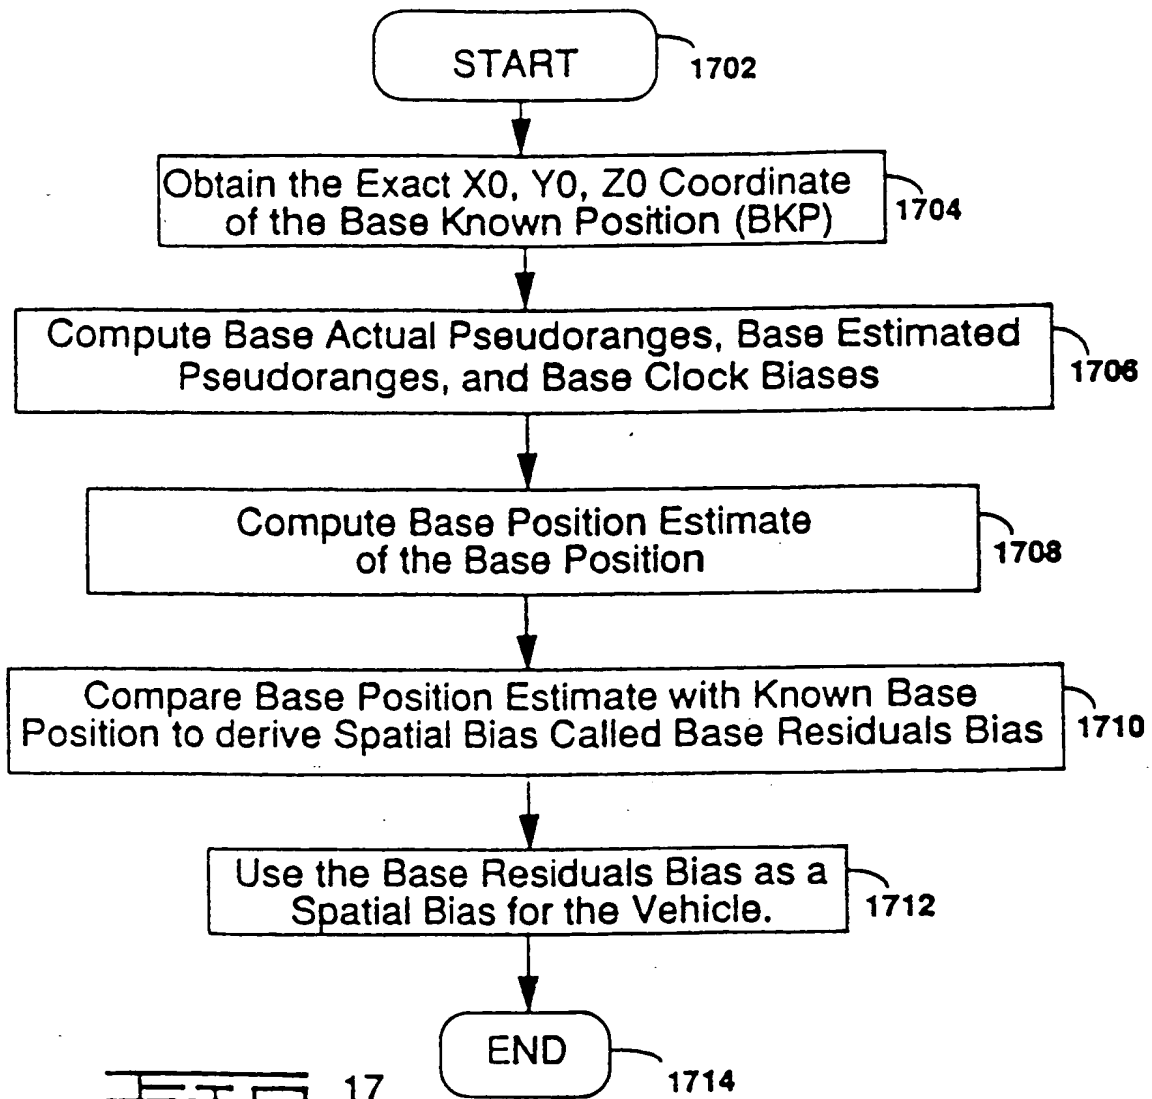 START
1702
Obtain the Exact X0, Y0, Z0 Coordinate
of the Base Known Position (BKP)
1704
Compute Base Actual Pseudoranges, Base Estimated
Pseudoranges, and Base Clock Biases
1706
Compute Base Position Estimate
of the Base Position
1708
Compare Base Position Estimate with Known Base
Position to derive Spatial Bias Called Base Residuals Bias
1710
Use the Base Residuals Bias as a
Spatial Bias for the Vehicle.
1712
END
1714
17